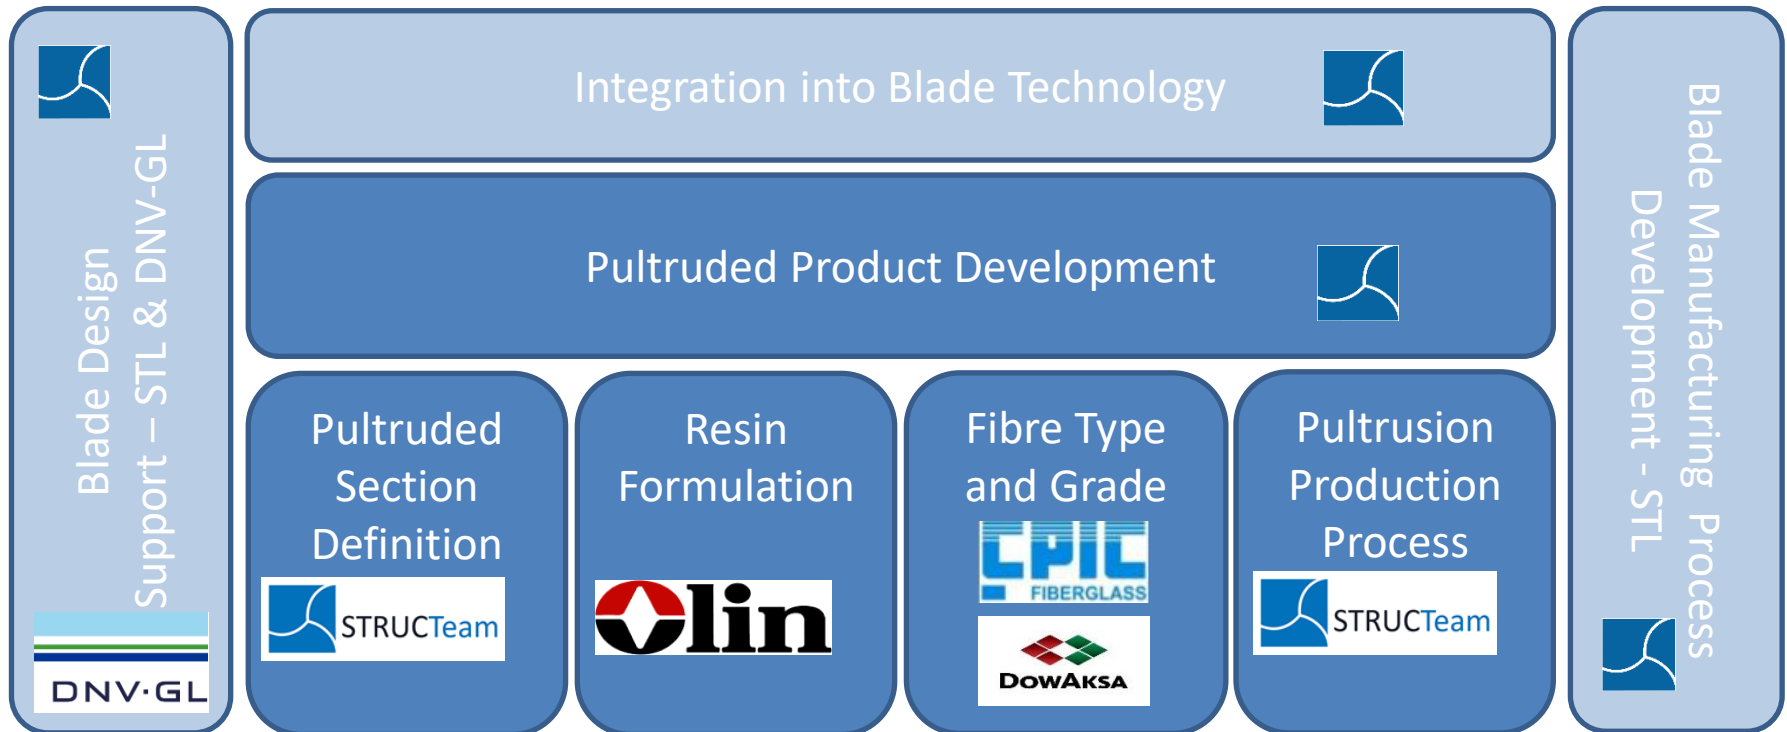 Blade Design
Support – STL & DNV-GL
DNV·GL
Integration into Blade Technology
Pultruded Product Development
Pultruded
Section
Definition
STRUCTeam
Resin
Formulation
Olin
Fibre Type
and Grade
CPIC
FIBERGLASS
DOWAKSA
Pultrusion
Production
Process
STRUCTeam
Blade Manufacturing Process
Development - STL